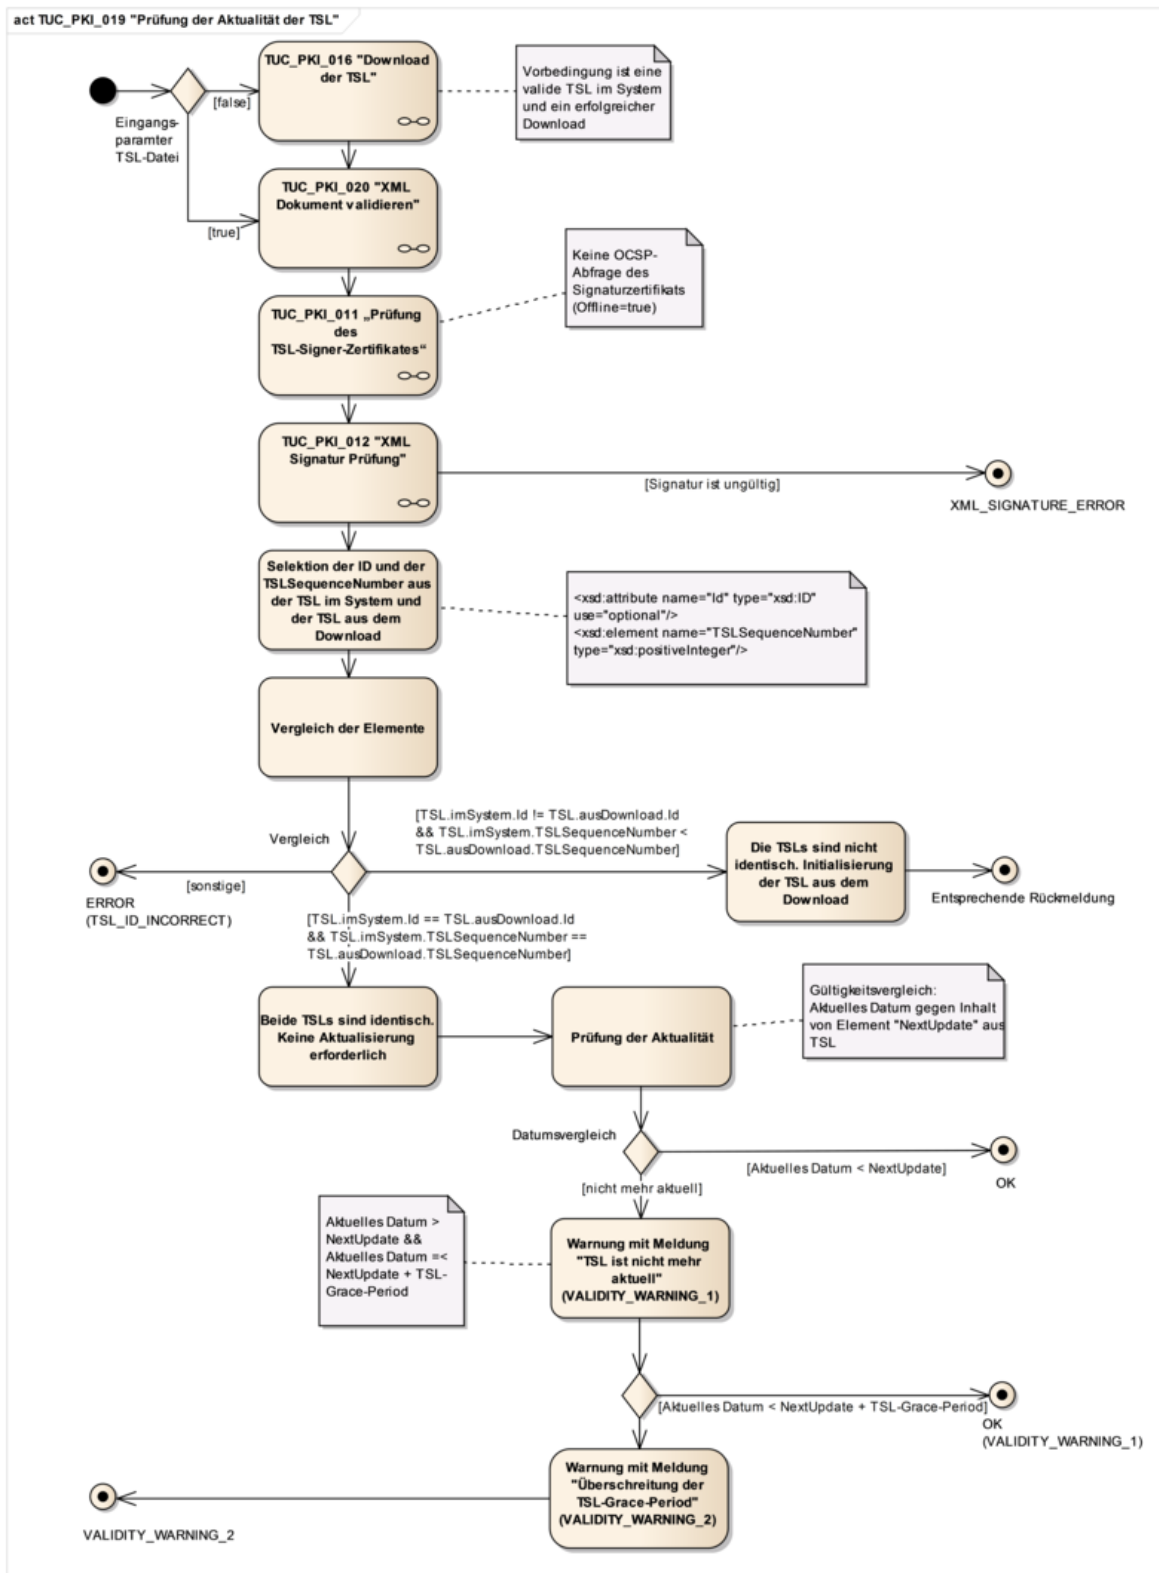 act TUC_PKI_019 "Prüfung der Aktualität der TSL"
TUC_PKI_016 "Download
der TSL"
Vorbedingung ist eine
valide TSL im System
und ein erfolgreicher
Download
[false]
Eingangs-
paramter
TSL-Datei
TUC_PKI_020 "XML
Dokument validieren"
[true]
Keine OCSP-
Abfrage des
Signaturzertifikats
(Offline=true)
TUC_PKI_011 „Prüfung
des
TSL-Signer-Zertifikates“
TUC_PKI_012 "XML
Signatur Prüfung"
[Signatur ist ungültig]
XML_SIGNATURE_ERROR
Selektion der ID und der
TSLSequenceNumber aus
der TSL im System und
der TSL aus dem
Download
<xsd:attribute name="Id" type="xsd:ID"
use="optional"/>
<xsd:element name="TSLSequenceNumber"
type="xsd:positiveInteger"/>
Vergleich der Elemente
[TSL.imSystem.Id != TSL.ausDownload.Id
&& TSL.imSystem.TSLSequenceNumber <
TSL.ausDownload.TSLSequenceNumber]
Vergleich
Die TSLs sind nicht
identisch. Initialisierung
der TSL aus dem
Download
[sonstige]
ERROR
(TSL_ID_INCORRECT)
Entsprechende Rückmeldung
[TSL.imSystem.Id == TSL.ausDownload.Id
&& TSL.imSystem.TSLSequenceNumber ==
TSL.ausDownload.TSLSequenceNumber]
Gültigkeitsvergleich:
Aktuelles Datum gegen Inhalt
von Element "NextUpdate" aus
TSL
Beide TSLs sind identisch.
Keine Aktualisierung
erforderlich
Prüfung der Aktualität
Datumsvergleich
[Aktuelles Datum < NextUpdate]
OK
[nicht mehr aktuell]
Aktuelles Datum >
NextUpdate &&
Aktuelles Datum =<
NextUpdate + TSL-
Grace-Period
Warnung mit Meldung
"TSL ist nicht mehr
aktuell"
(VALIDITY_WARNING_1)
[Aktuelles Datum < NextUpdate + TSL-Grace-Period]
OK
(VALIDITY_WARNING_1)
Warnung mit Meldung
"Überschreitung der
TSL-Grace-Period"
(VALIDITY_WARNING_2)
VALIDITY_WARNING_2